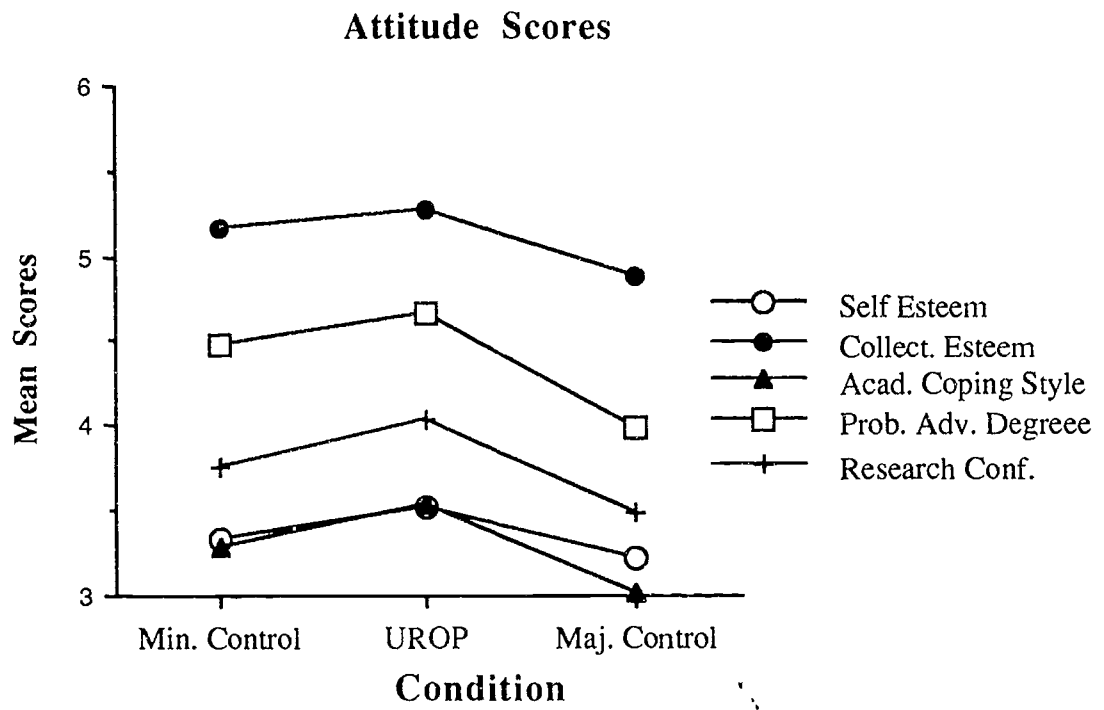 Attitude Scores
6
5
4
3
Mean Scores
Min. Control
UROP
Maj. Control
Condition
Self Esteem
Collect. Esteem
Acad. Coping Style
Prob. Adv. Degreee
Research Conf.